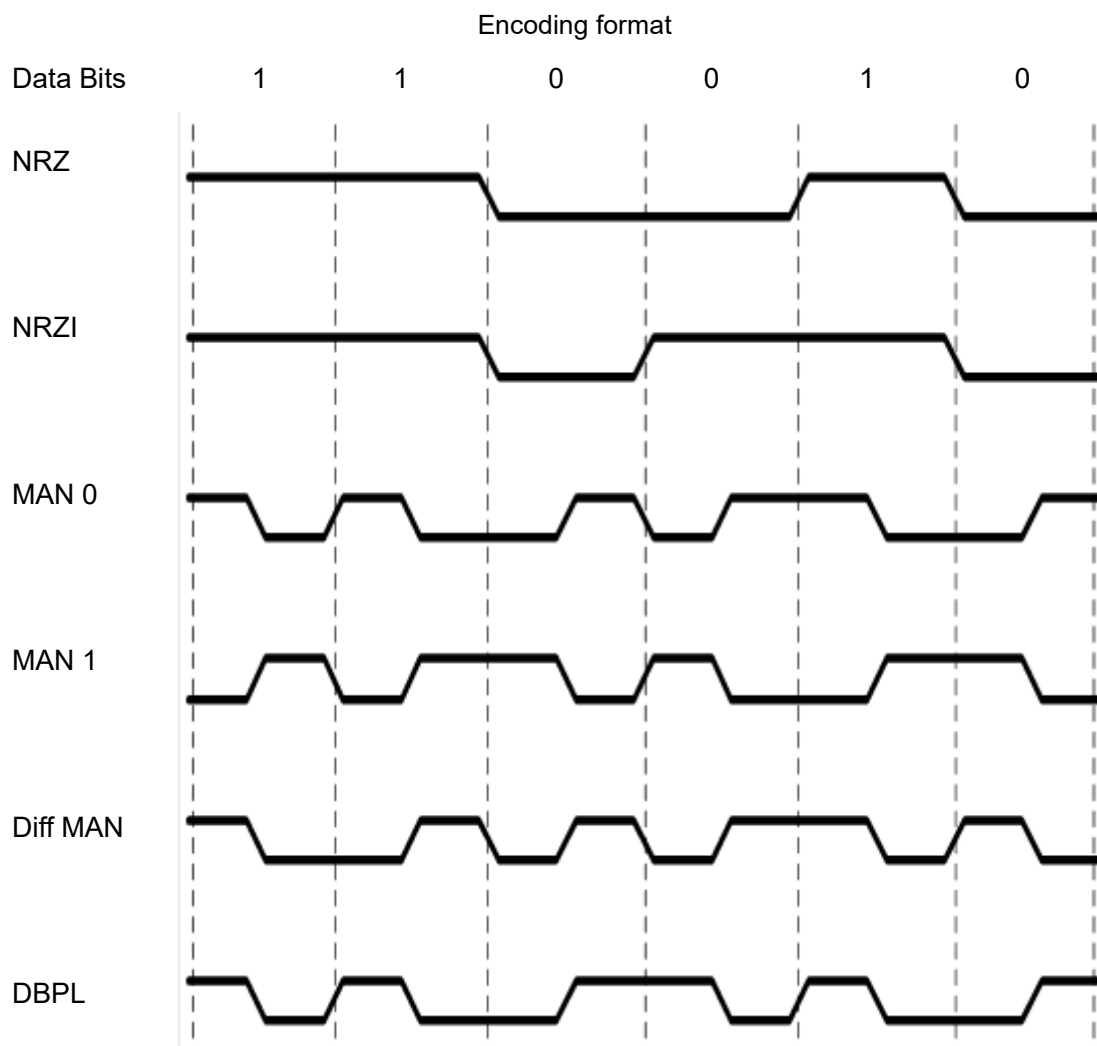 Encoding format
Data Bits 1 1 0 0 1 0
NRZ
NRZI
MAN 0
MAN 1
Diff MAN
DBPL